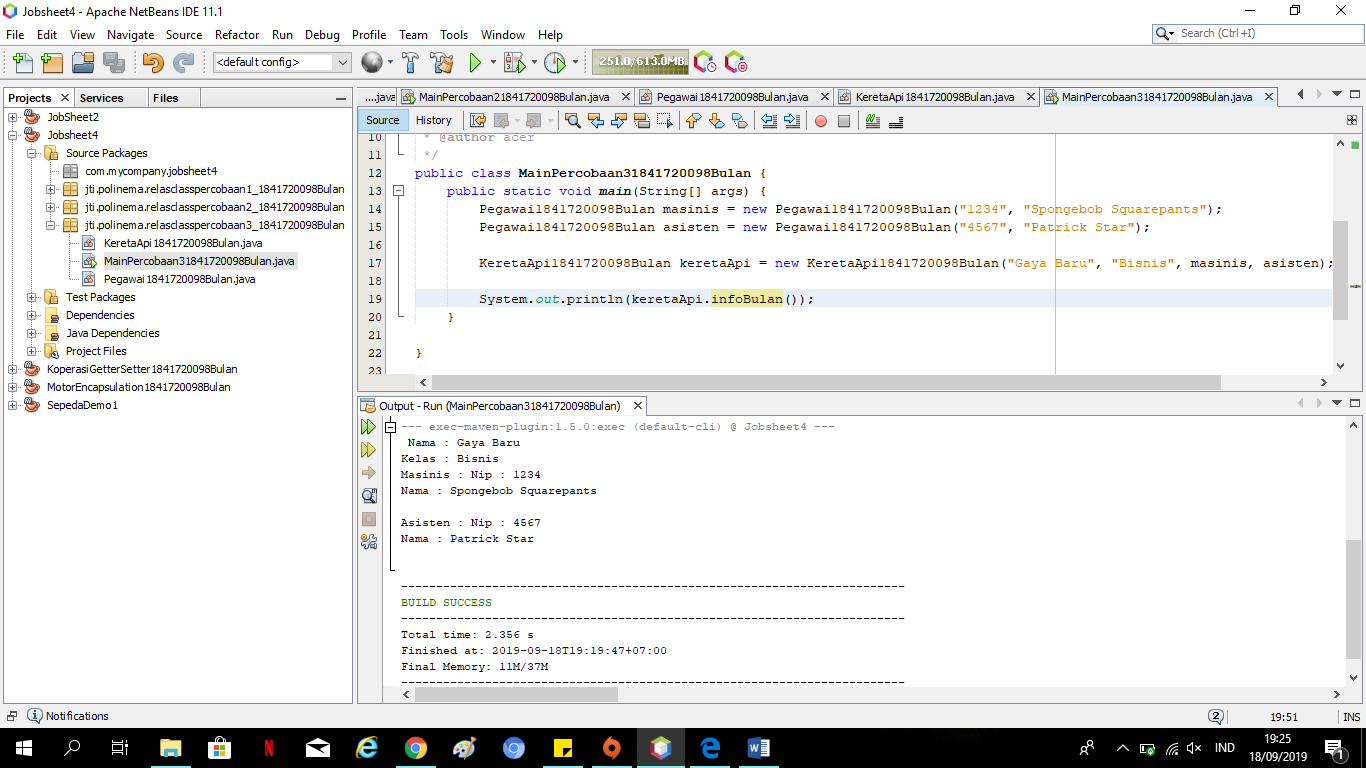 Jobsheet4 - Apache NetBeans IDE 11.1
File Edit View Navigate Source Refactor Run Debug Profile Team Tools Window Help
Search (Ctrl+I)
<default config>
251.0/613.0MB
Projects Services Files
JobSheet2
Jobsheet4
Source Packages
com.mycompany.jobsheet4
jti.polinema.relasclasspercobaan1_1841720098Bulan
jti.polinema.relasclasspercobaan2_1841720098Bulan
jti.polinema.relasclasspercobaan3_1841720098Bulan
KeretaApi1841720098Bulan.java
MainPercobaan31841720098Bulan.java
Pegawai1841720098Bulan.java
Test Packages
Dependencies
Java Dependencies
Project Files
KoperasiGetterSetter1841720098Bulan
MotorEncapsulation1841720098Bulan
SepedaDemo1
....java MainPercobaan21841720098Bulan.java Pegawai1841720098Bulan.java KeretaApi1841720098Bulan.java MainPercobaan31841720098Bulan.java
Source History
10 * @author acer
11 */
12 public class MainPercobaan31841720098Bulan {
13 public static void main(String[] args) {
14 Pegawai1841720098Bulan masinis = new Pegawai1841720098Bulan("1234", "Spongebob Squarepants");
15 Pegawai1841720098Bulan asisten = new Pegawai1841720098Bulan("4567", "Patrick Star");
16
17 KeretaApi1841720098Bulan keretaApi = new KeretaApi1841720098Bulan("Gaya Baru", "Bisnis", masinis, asisten);
18
19 System.out.println(keretaApi.infoBulan());
20 }
21
22 }
23
Output - Run (MainPercobaan31841720098Bulan)
--- exec-maven-plugin:1.5.0:exec (default-cli) @ Jobsheet4 ---
Nama : Gaya Baru
Kelas : Bisnis
Masinis : Nip : 1234
Nama : Spongebob Squarepants
Asisten : Nip : 4567
Nama : Patrick Star
------------------------------------------------------------------------
BUILD SUCCESS
------------------------------------------------------------------------
Total time: 2.356 s
Finished at: 2019-09-18T19:19:47+07:00
Final Memory: 11M/37M
------------------------------------------------------------------------
Notifications
2
19:51
INS
IND
19:25
18/09/2019
1